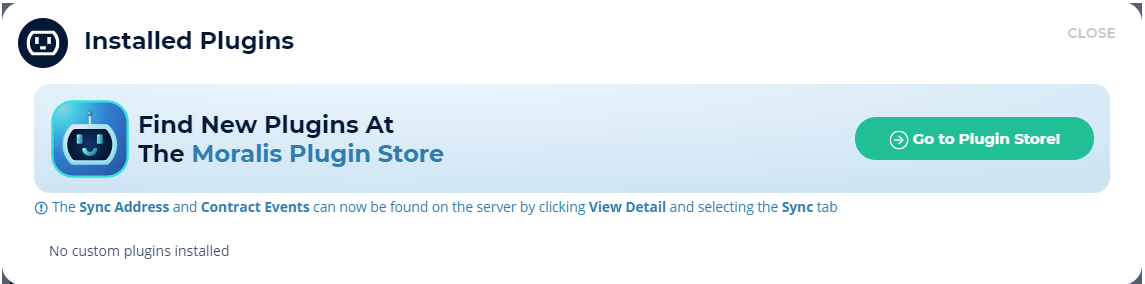 Installed Plugins
CLOSE
Find New Plugins At
The Moralis Plugin Store
Go to Plugin Store!
The Sync Address and Contract Events can now be found on the server by clicking View Detail and selecting the Sync tab
No custom plugins installed